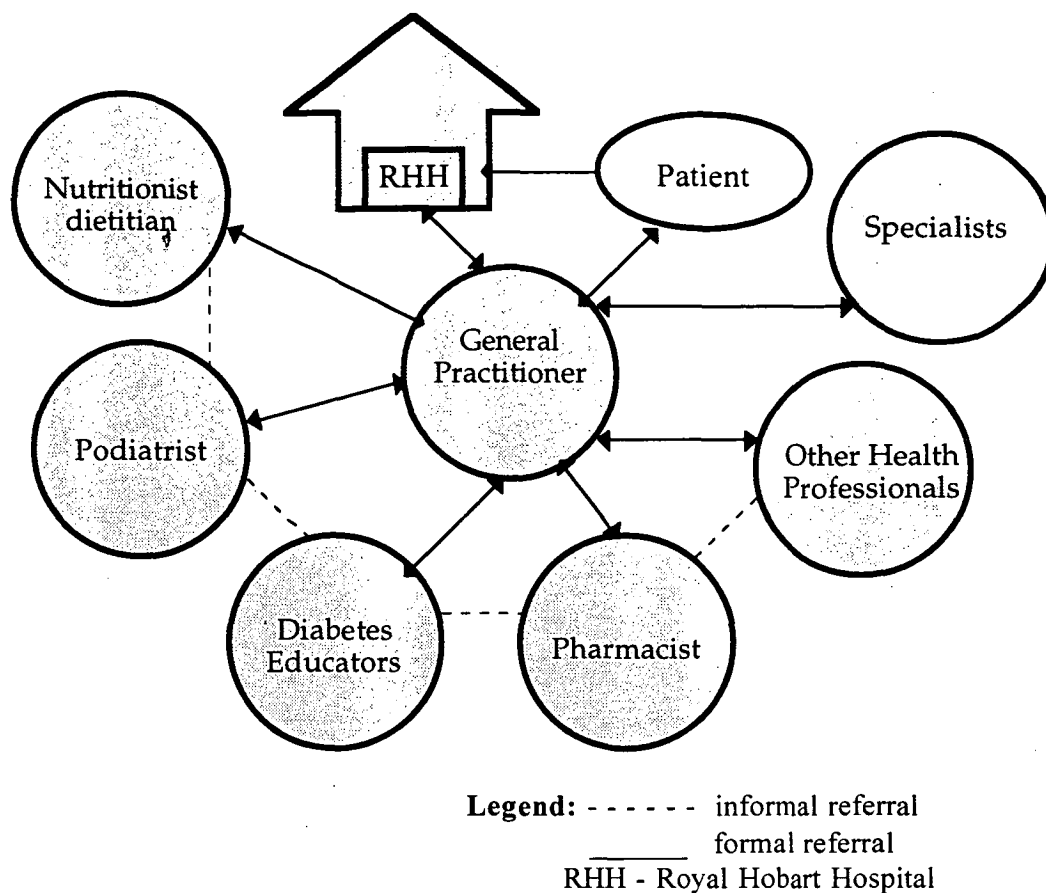 RHH
Patient
Nutritionist
dietitian
Specialists
General
Practitioner
Podiatrist
Other Health
Professionals
Diabetes
Educators
Pharmacist
Legend: - - - - - - informal referral
formal referral
RHH - Royal Hobart Hospital